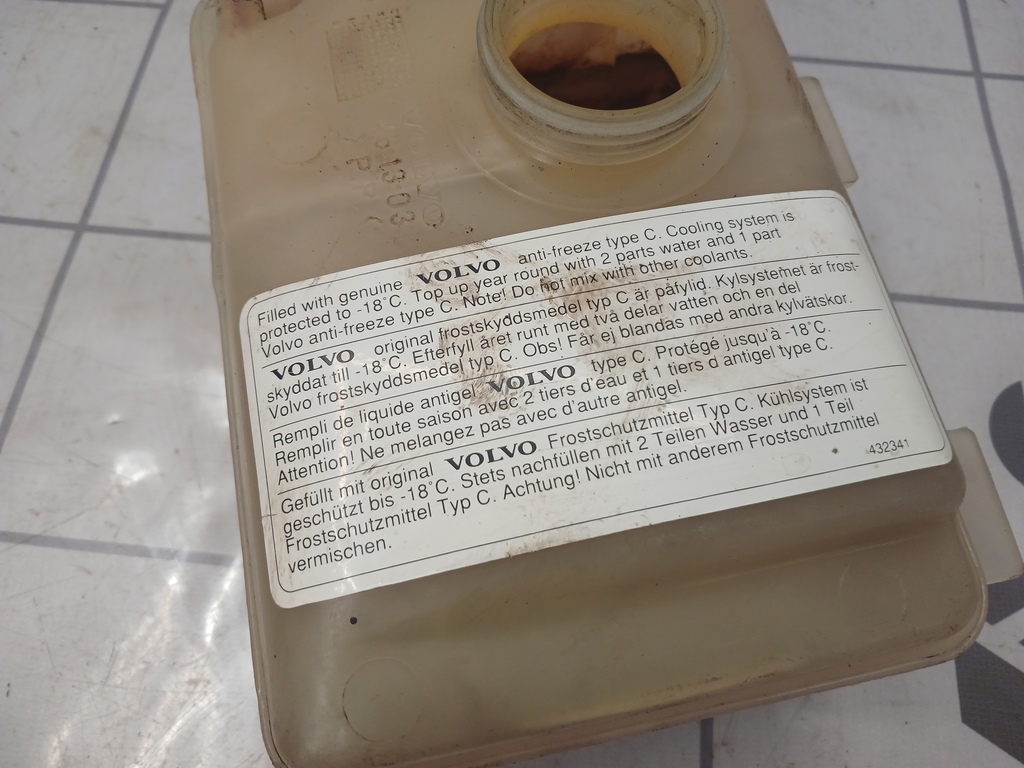 13 03
P
Filled with genuine VOLVO anti-freeze type C. Cooling system is
protected to -18°C. Top up year round with 2 parts water and 1 part
Volvo anti-freeze type C. Note! Do not mix with other coolants.
VOLVO original frostskyddsmedel typ C är påfylld. Kylsystemet är frost-
skyddat till -18°C. Efterfyll året runt med två delar vatten och en del
Volvo frostskyddsmedel typ C. Obs! Får ej blandas med andra kylvätskor.
Rempli de liquide antigel VOLVO type C. Protégé jusqu'à -18°C.
Remplir en toute saison avec 2 tiers d'eau et 1 tiers d'antigel type C.
Attention! Ne melangez pas avec d'autre antigel.
Gefüllt mit original VOLVO Frostschutzmittel Typ C. Kühlsystem ist
geschützt bis -18°C. Stets nachfüllen mit 2 Teilen Wasser und 1 Teil
Frostschutzmittel Typ C. Achtung! Nicht mit anderem Frostschutzmittel
vermischen.
432341